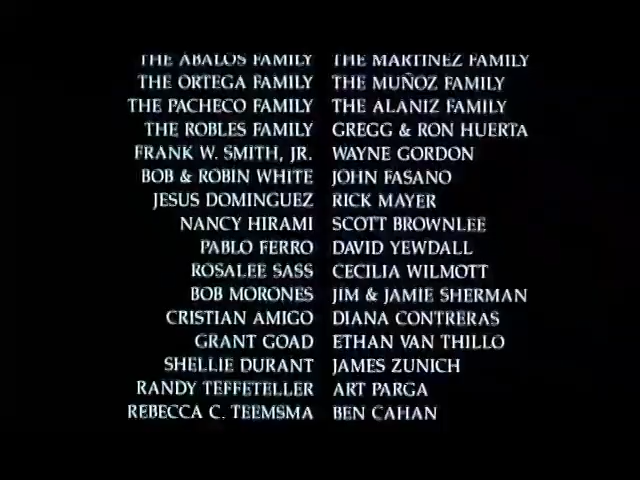 THE ABALOS FAMILY THE MARTINEZ FAMILY
THE ORTEGA FAMILY THE MUÑOZ FAMILY
THE PACHECO FAMILY THE ALANIZ FAMILY
THE ROBLES FAMILY GREGG & RON HUERTA
FRANK W. SMITH, JR. WAYNE GORDON
BOB & ROBIN WHITE JOHN FASANO
JESUS DOMINGUEZ RICK MAYER
NANCY HIRAMI SCOTT BROWNLEE
PABLO FERRO DAVID YEWDALL
ROSALEE SASS CECILIA WILMOTT
BOB MORONES JIM & JAMIE SHERMAN
CRISTIAN AMIGO DIANA CONTRERAS
GRANT GOAD ETHAN VAN THILLO
SHELLIE DURANT JAMES ZUNICH
RANDY TEFFETELLER ART PARGA
REBECCA C. TEEMSMA BEN CAHAN